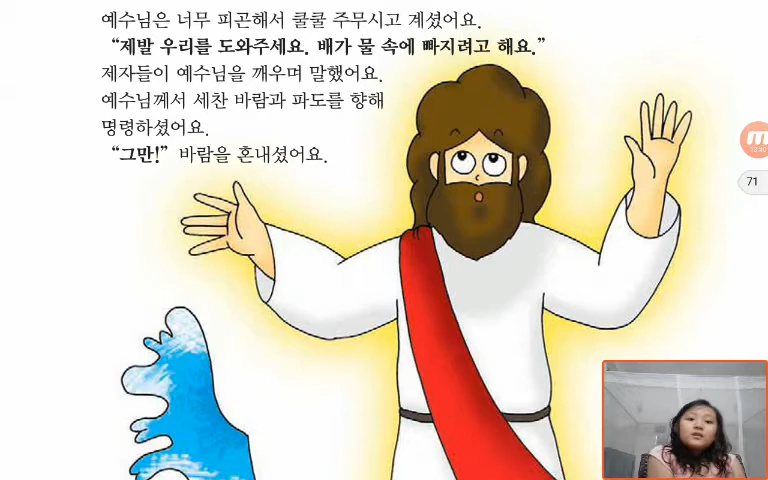 예수님은 너무 피곤해서 쿨쿨 주무시고 계셨어요.
“제발 우리를 도와주세요. 배가 물 속에 빠지려고 해요.”
제자들이 예수님을 깨우며 말했어요.
예수님께서 세찬 바람과 파도를 향해
명령하셨어요.
“그만!” 바람을 혼내셨어요.
71